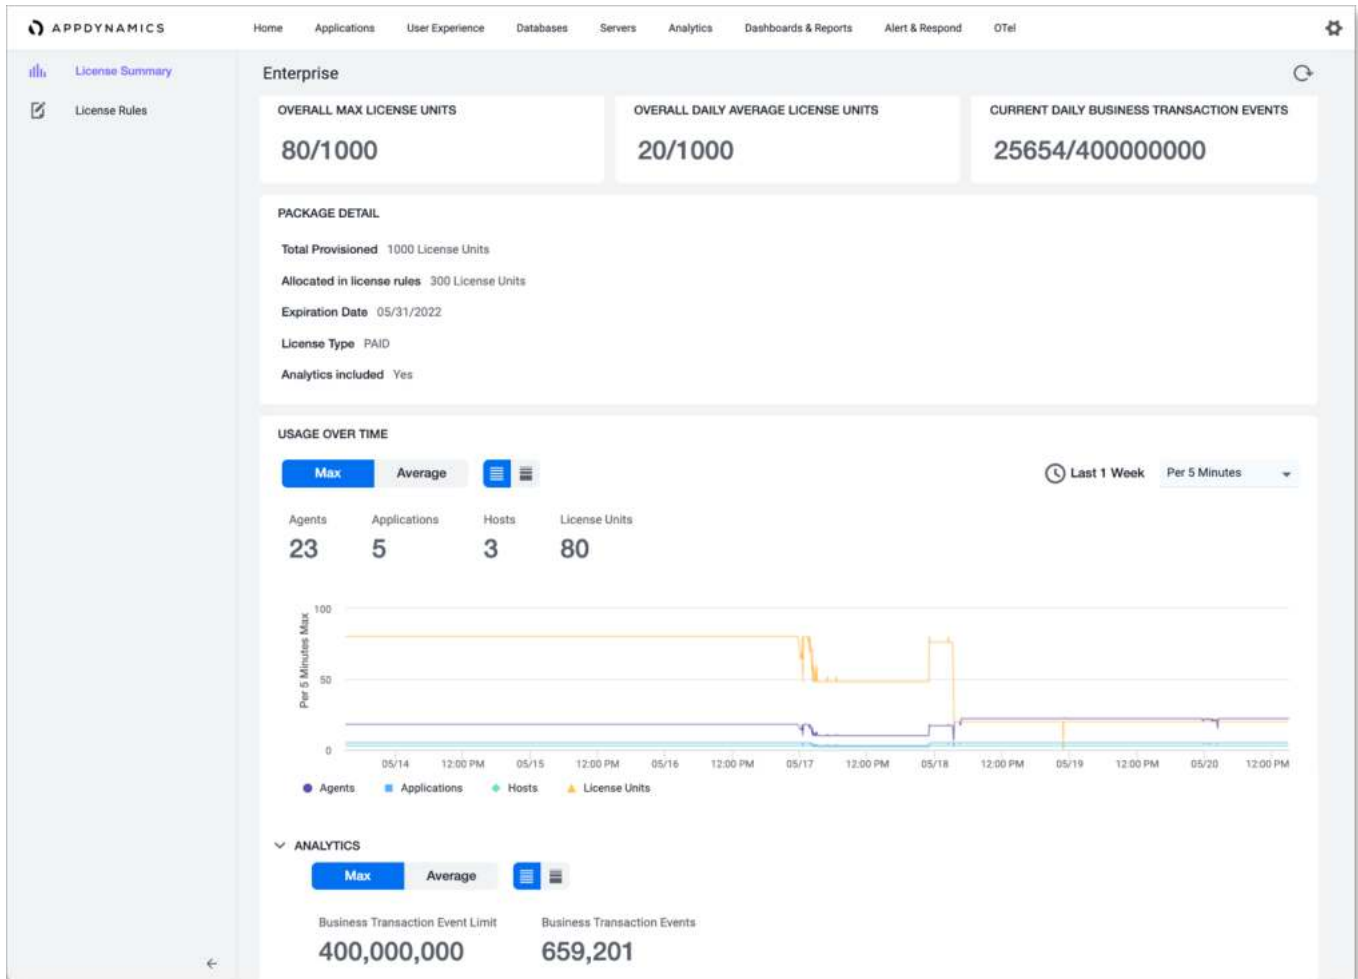 APPDYNAMICS
Home Applications User Experience Databases Servers Analytics Dashboards & Reports Alert & Respond OTel
License Summary
License Rules
Enterprise
OVERALL MAX LICENSE UNITS
80/1000
OVERALL DAILY AVERAGE LICENSE UNITS
20/1000
CURRENT DAILY BUSINESS TRANSACTION EVENTS
25654/400000000
PACKAGE DETAIL
Total Provisioned 1000 License Units
Allocated in license rules 300 License Units
Expiration Date 05/31/2022
License Type PAID
Analytics included Yes
USAGE OVER TIME
Max Average Last 1 Week Per 5 Minutes
Agents Applications Hosts License Units
23 5 3 80
Per 5 Minutes Max
100
50
0
05/14 12:00 PM 05/15 12:00 PM 05/16 12:00 PM 05/17 12:00 PM 05/18 12:00 PM 05/19 12:00 PM 05/20 12:00 PM
Agents Applications Hosts License Units
ANALYTICS
Max Average
Business Transaction Event Limit Business Transaction Events
400,000,000 659,201